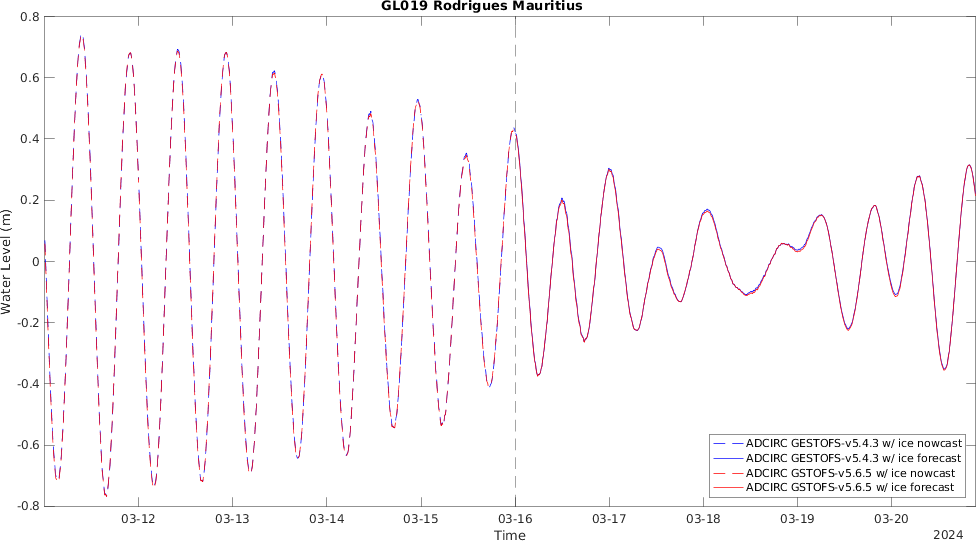 GL019 Rodrigues Mauritius
0.8
0.6
0.4
0.2
0
-0.2
-0.4
-0.6
-0.8
Water Level (m)
03-12 03-13 03-14 03-15 03-16 03-17 03-18 03-19 03-20
Time
2024
ADCIRC GESTOFS-v5.4.3 w/ ice nowcast
ADCIRC GESTOFS-v5.4.3 w/ ice forecast
ADCIRC GSTOFS-v5.6.5 w/ ice nowcast
ADCIRC GSTOFS-v5.6.5 w/ ice forecast